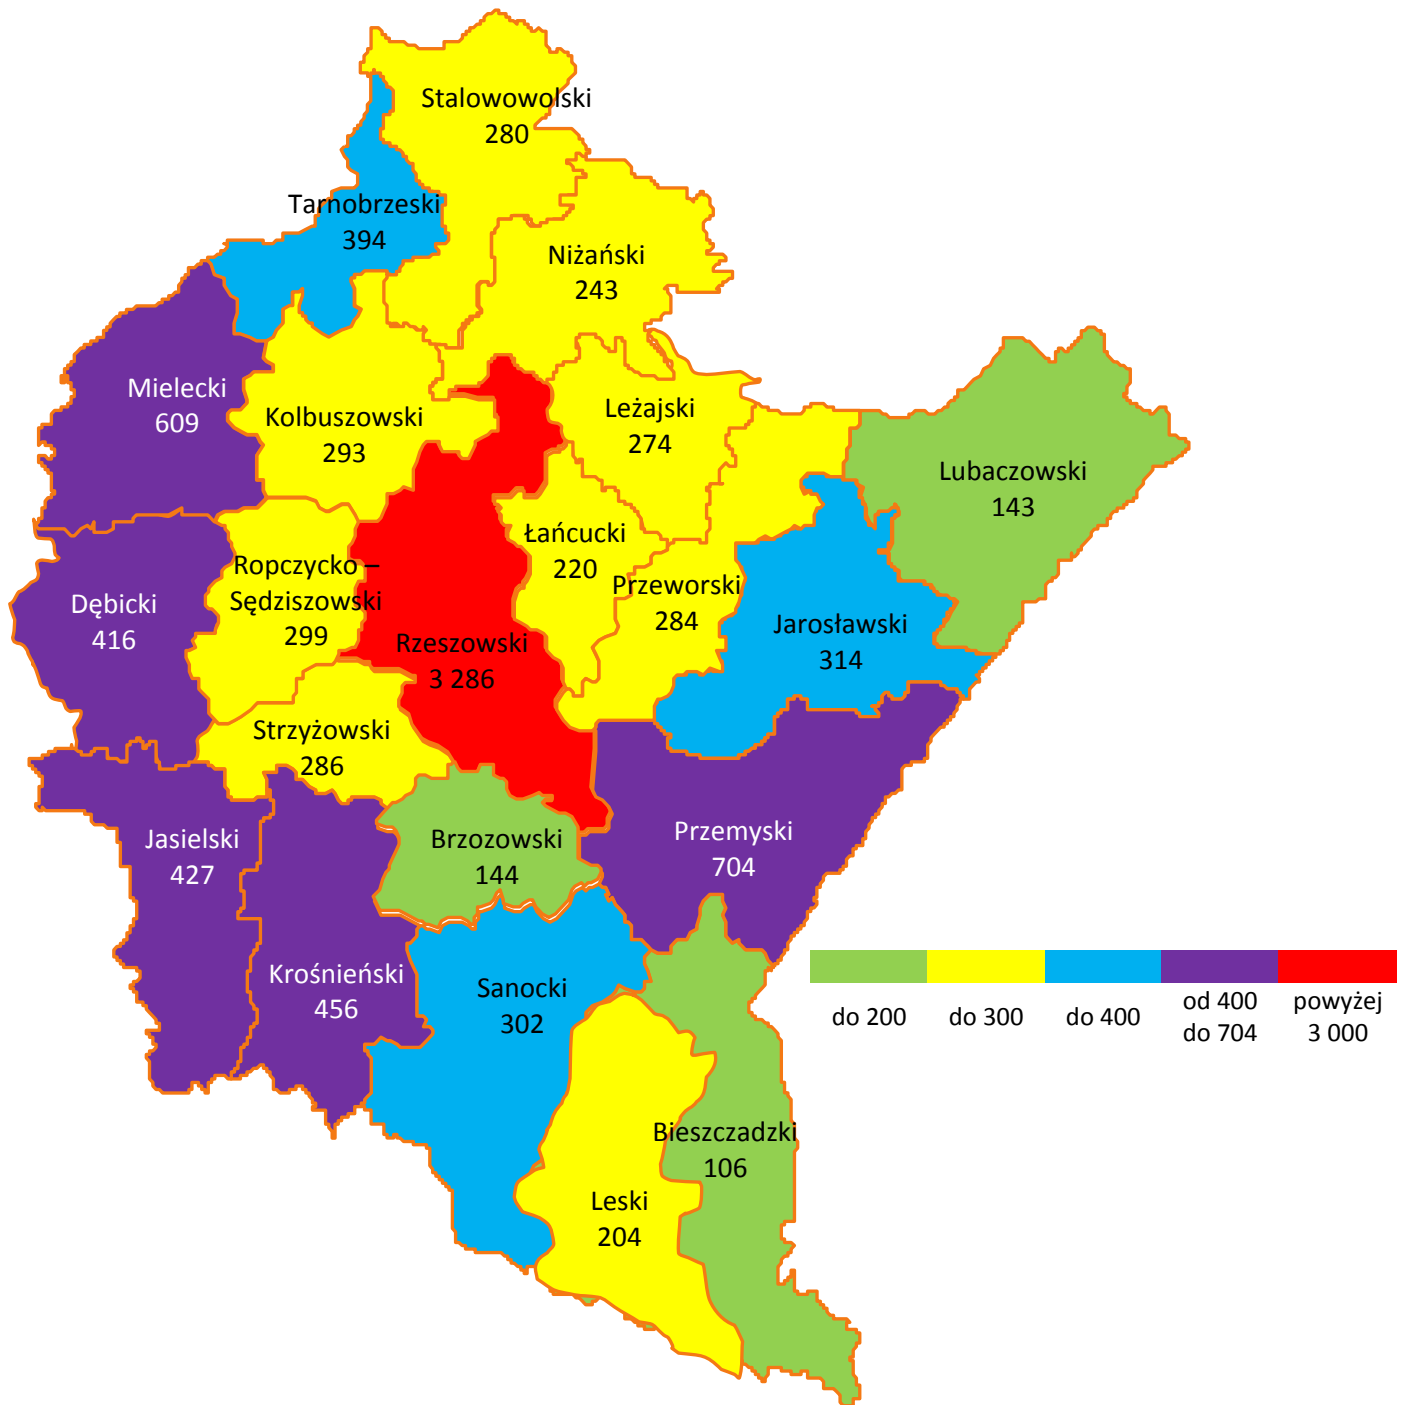 Stalowowolski
280
Tarnobrzeski
394
Niżański
243
Mielecki
609
Kolbuszowski
293
Leżajski
274
Lubaczowski
143
Łańcucki
220
Ropczycko –
Sędziszowski
299
Przeworski
284
Dębicki
416
Rzeszowski
3 286
Jarosławski
314
Strzyżowski
286
Jasielski
427
Brzozowski
144
Przemyski
704
Krośnieński
456
Sanocki
302
do 200
do 300
do 400
od 400
do 704
powyżej
3 000
Bieszczadzki
106
Leski
204